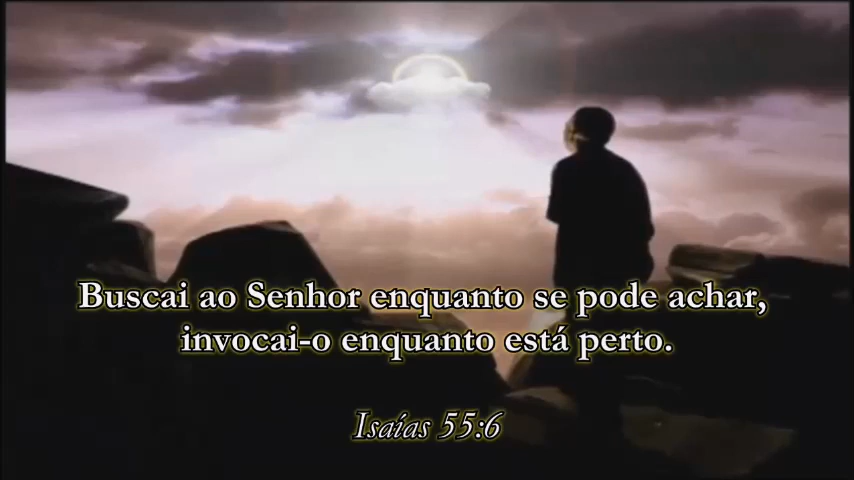 Buscai ao Senhor enquanto se pode achar,
invocai-o enquanto está perto.
Isaías 55:6